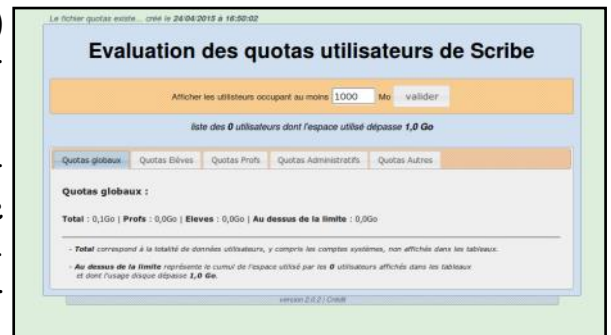 Le fichier quotas existe... créé le 24/04/2015 à 16:50:02
Evaluation des quotas utilisateurs de Scribe
Afficher les utilisteurs occupant au moins 1000 Mo valider
liste des 0 utilisateurs dont l'espace utilisé dépasse 1,0 Go
Quotas globaux Quotas Elèves Quotas Profs Quotas Administratifs Quotas Autres
Quotas globaux :
Total : 0,1Go | Profs : 0,0Go | Eleves : 0,0Go | Au dessus de la limite : 0,0Go
- Total correspond à la totalité de données utilisateurs, y compris les comptes systèmes, non affichés dans les tableaux.
- Au dessus de la limite représente le cumul de l'espace utilisé par les 0 utilisateurs affichés dans les tableaux
et dont l'usage disque dépasse 1,0 Go.
version 2.0.2 | Crédit